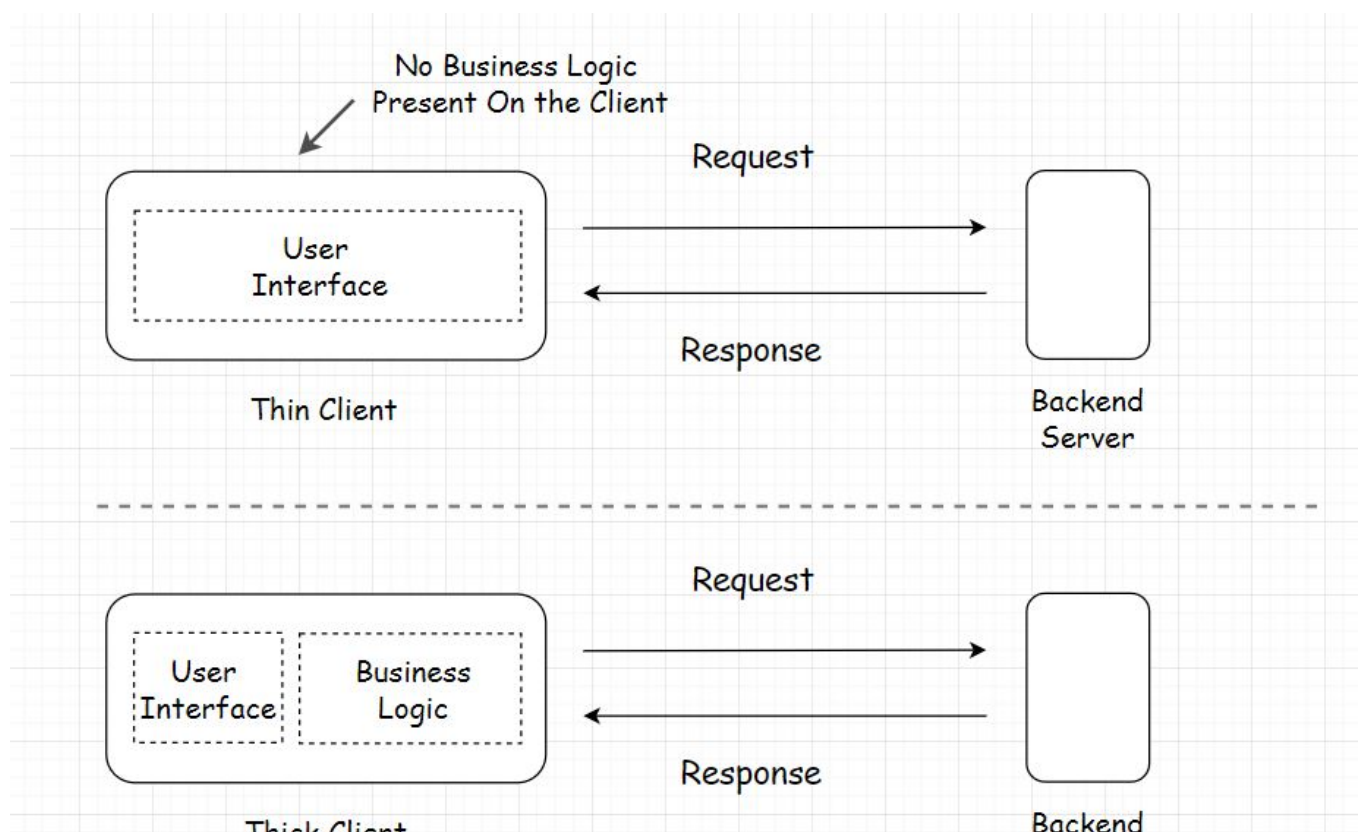 No Business Logic
Present On the Client
Request
User
Interface
Response
Thin Client
Backend
Server
Request
User
Interface
Business
Logic
Response
Thick Client
Backend